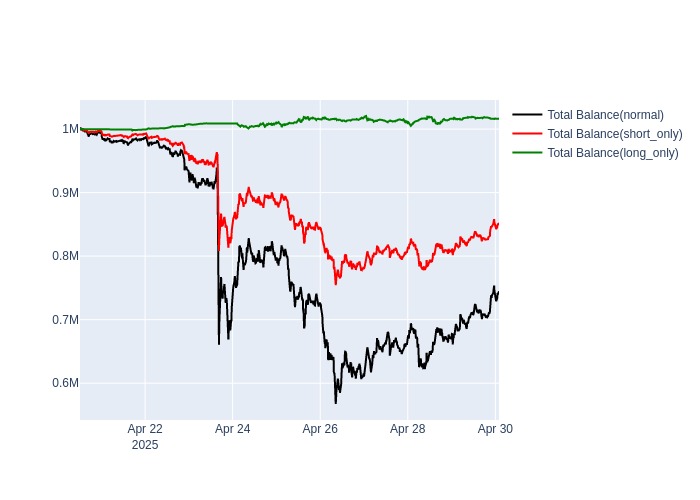 1M
0.9M
0.8M
0.7M
0.6M
Apr 22
2025
Apr 24
Apr 26
Apr 28
Apr 30
Total Balance(normal)
Total Balance(short_only)
Total Balance(long_only)